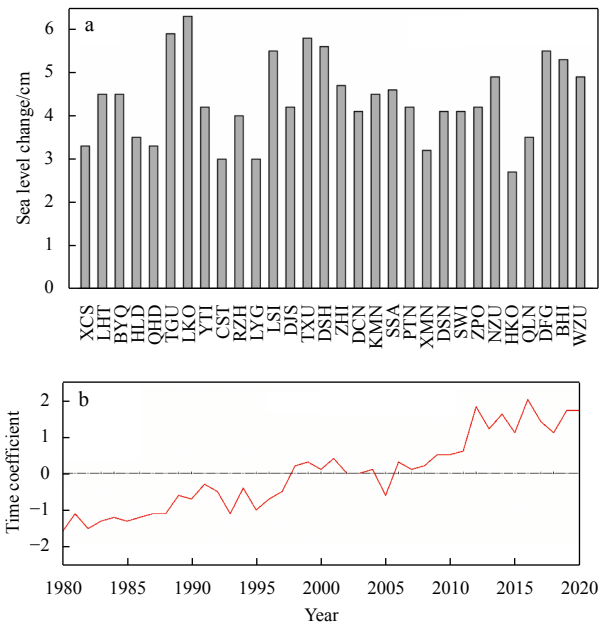 a
Sea level change/cm
6
5
4
3
2
1
0
XCS LHT BYQ HLD QHD TGU LKO YTI CST RZH LYG LSI DJS TXU DSH ZHI DCN KMN SSA PTN XMN DSN SWI ZPO NZU HKO QLN DFG BHI WZU
b
Time coefficient
2
1
0
−1
−2
1980 1985 1990 1995 2000 2005 2010 2015 2020
Year